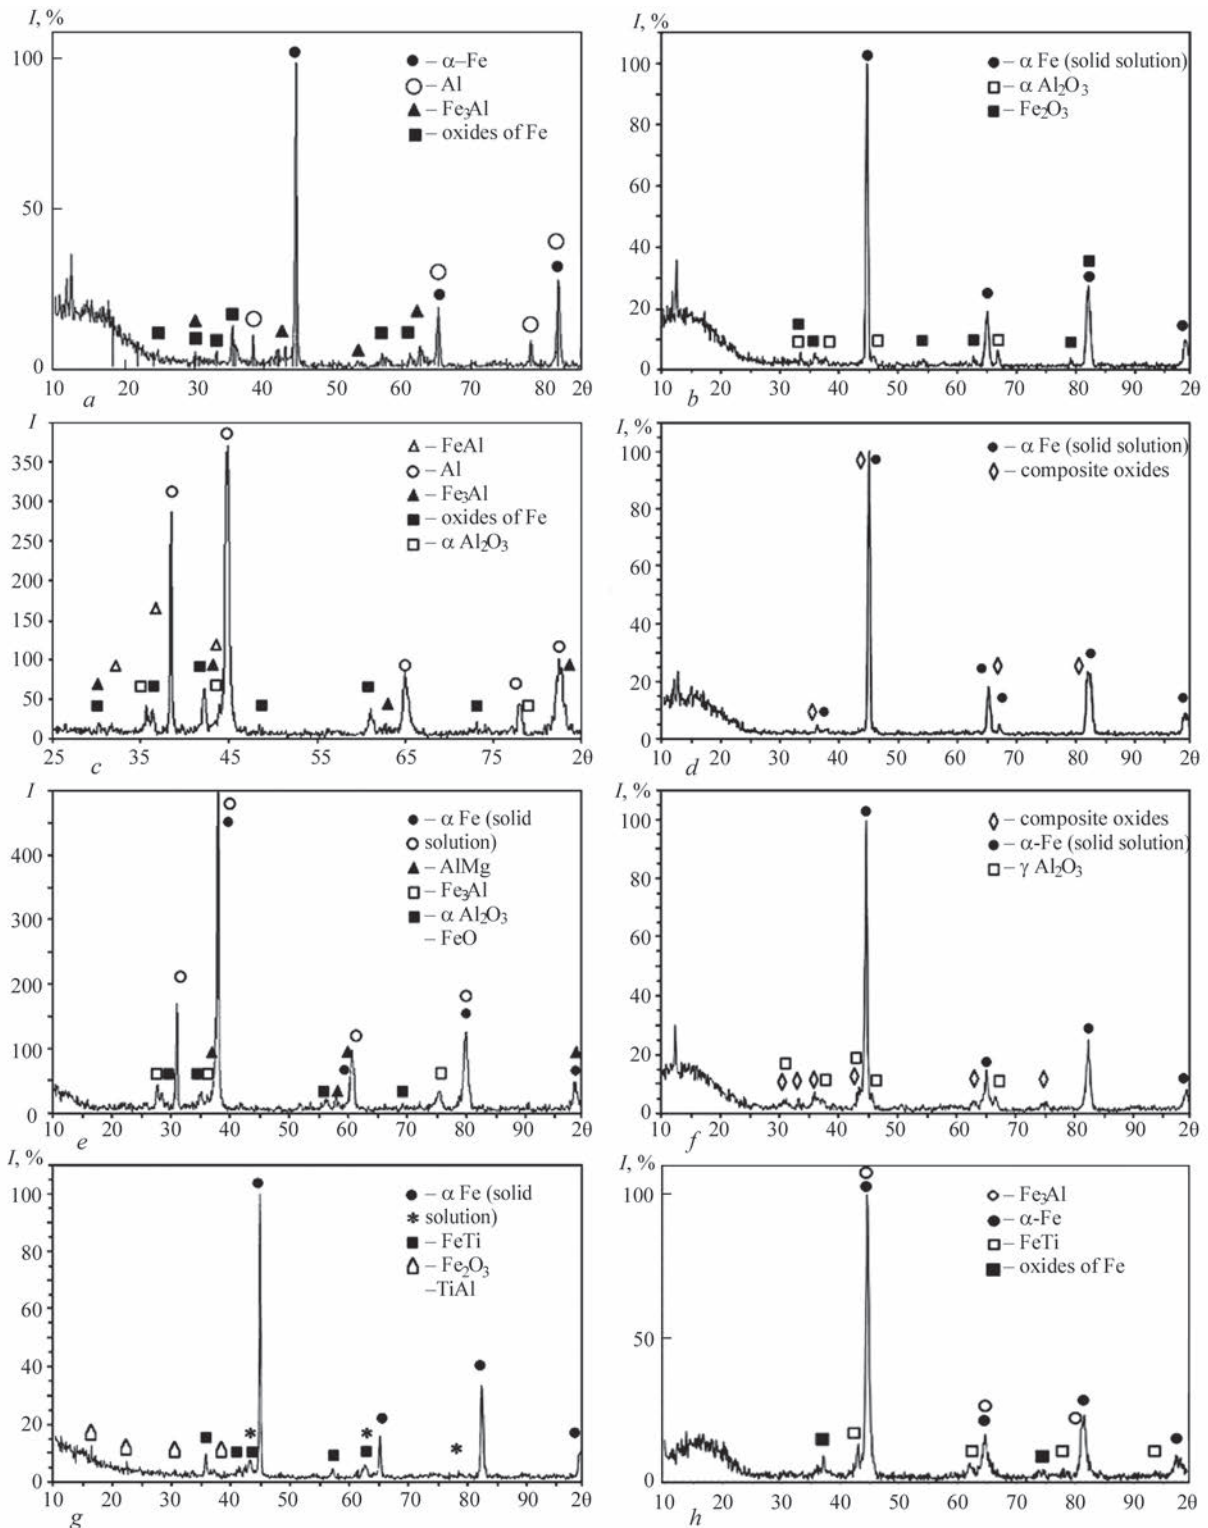 I, %
100
50
0
10 20 30 40 50 60 70 80 2θ
a
– α–Fe
– Al
– Fe₃Al
– oxides of Fe
I, %
100
80
60
40
20
0
10 20 30 40 50 60 70 80 90 2θ
b
– α Fe (solid solution)
– α Al₂O₃
– Fe₂O₃
I
350
300
250
200
150
100
50
0
25 35 45 55 65 75 2θ
c
– FeAl
– Al
– Fe₃Al
– oxides of Fe
– α Al₂O₃
I, %
100
80
60
40
20
0
10 20 30 40 50 60 70 80 90 2θ
d
– α Fe (solid solution)
– composite oxides
I
400
300
200
100
0
10 20 30 40 50 60 70 80 90 2θ
e
– α Fe (solid
solution)
– AlMg
– Fe₃Al
– α Al₂O₃
– FeO
I, %
100
80
60
40
20
0
10 20 30 40 50 60 70 80 90 2θ
f
– composite oxides
– α-Fe (solid solution)
– γ Al₂O₃
I, %
100
80
60
40
20
0
10 20 30 40 50 60 70 80 90 2θ
g
– α Fe (solid
solution)
– FeTi
– Fe₂O₃
–TiAl
I, %
100
50
0
10 20 30 40 50 60 70 80 90 2θ
h
– Fe₃Al
– α-Fe
– FeTi
– oxides of Fe